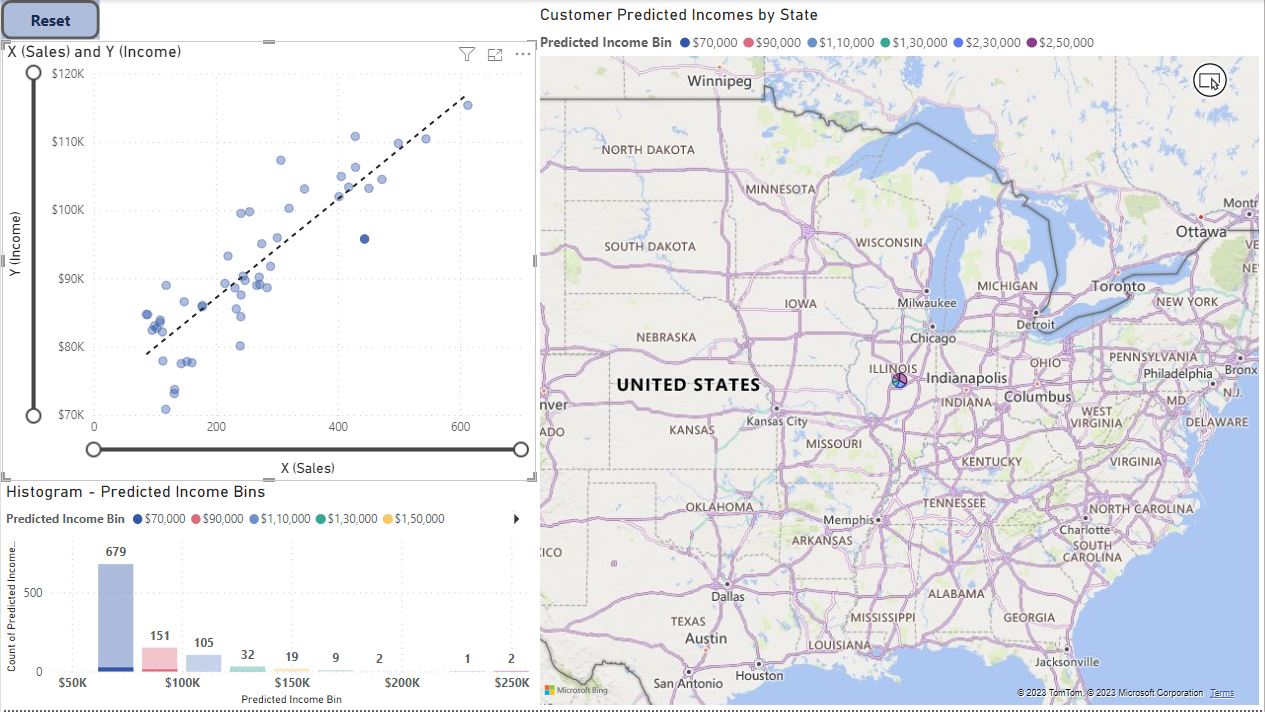 Reset
X (Sales) and Y (Income)
$120K
$110K
$100K
$90K
$80K
$70K
Y (Income)
0 200 400 600
X (Sales)
Histogram - Predicted Income Bins
Predicted Income Bin $70,000 $90,000 $1,10,000 $1,30,000 $1,50,000
Count of Predicted Income...
500
0
679
151
105
32
19
9
2
1
2
$50K $100K $150K $200K $250K
Predicted Income Bin
Customer Predicted Incomes by State
Predicted Income Bin $70,000 $90,000 $1,10,000 $1,30,000 $2,30,000 $2,50,000
Winnipeg
NORTH DAKOTA
MINNESOTA
Montr
Ottawa
SOUTH DAKOTA
WISCONSIN
VE
NE
MICHIGAN
Toronto
IOWA
Milwaukee
NEW YORK
Detroit
NEBRASKA
Chicago
PENNSYLVANIA
OHIO
ILLINOIS
Philadelphia
Bronx
UNITED STATES
Indianapolis
nver
INDIANA
Columbus
MD.
N.J.
Kansas City
WEST
VIRGINIA
DELAWARE
ADO
KANSAS
MISSOURI
KENTUCKY
VIRGINIA
OKLAHOMA
TENNESSEE
NORTH CAROLINA
Memphis
Charlotte
ICO
ARKANSAS
SOUTH
CAROLINA
Dallas
ALABAMA
TEXAS
MISSISSIPPI
GEORGIA
Austin
LOUISIANA
Jacksonville
Houston
San Antonio
Microsoft Bing
© 2023 TomTom, © 2023 Microsoft Corporation Terms